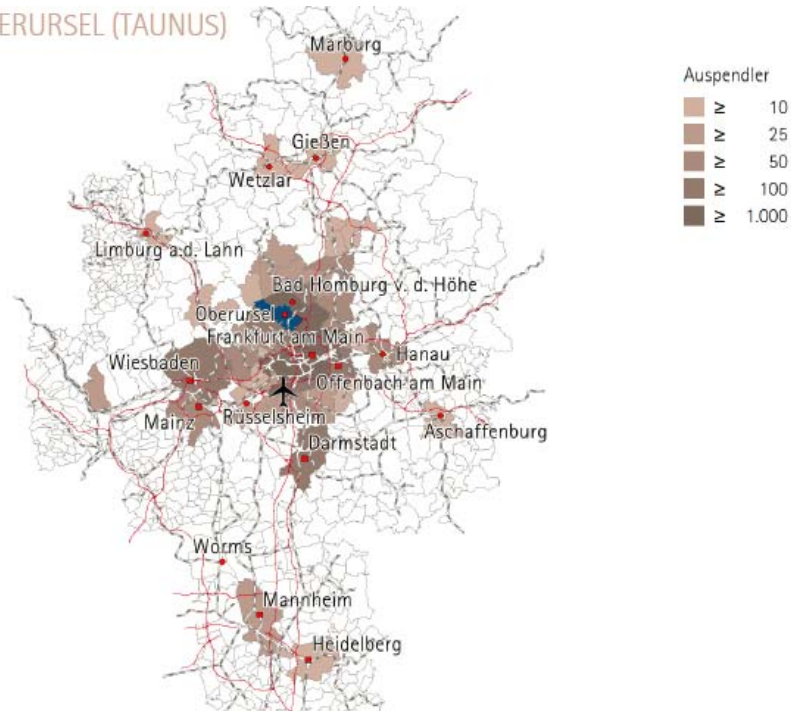 ERURSEL (TAUNUS)
Marburg
Auspendler
≥ 10
≥ 25
≥ 50
≥ 100
≥ 1.000
Gießen
Wetzlar
Limburg a.d. Lahn
Bad Homburg v. d. Höhe
Oberursel
Frankfurt am Main
Wiesbaden
Hanau
Offenbach am Main
Mainz
Rüsselsheim
Aschaffenburg
Darmstadt
Worms
Mannheim
Heidelberg